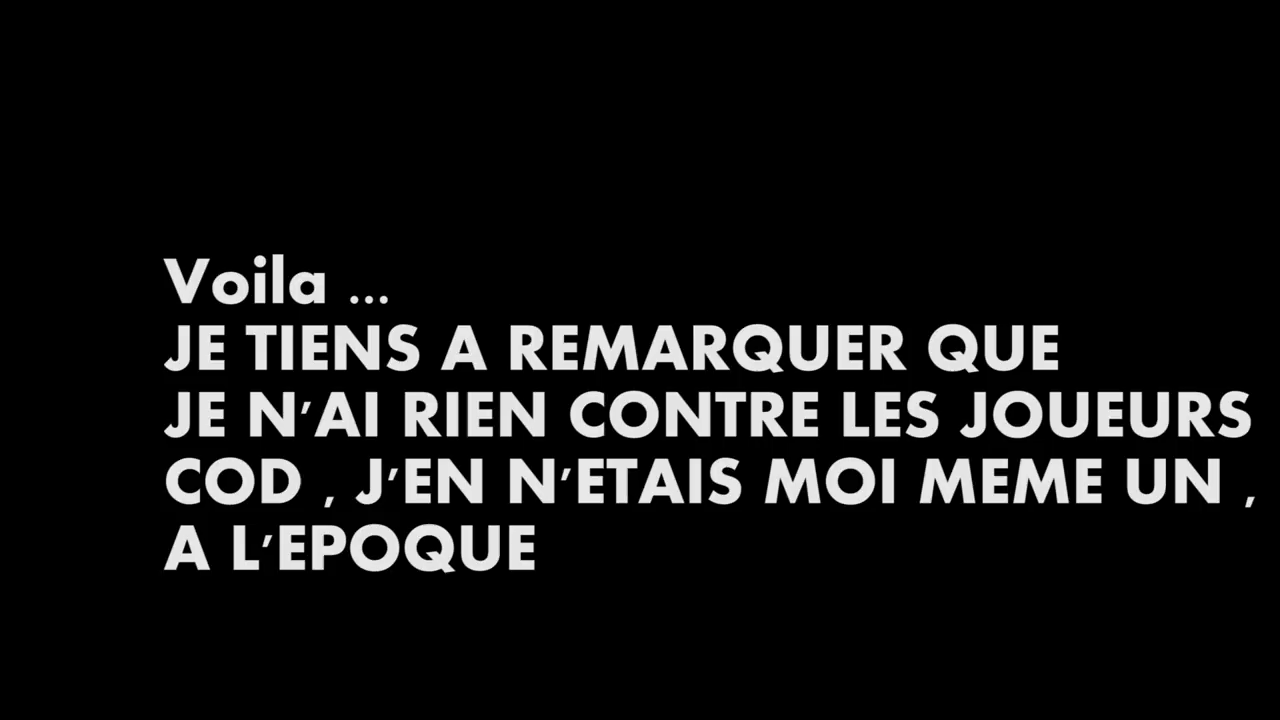 Voila ...
JE TIENS A REMARQUER QUE
JE N'AI RIEN CONTRE LES JOUEURS
COD , J'EN N'ETAIS MOI MEME UN ,
A L'EPOQUE